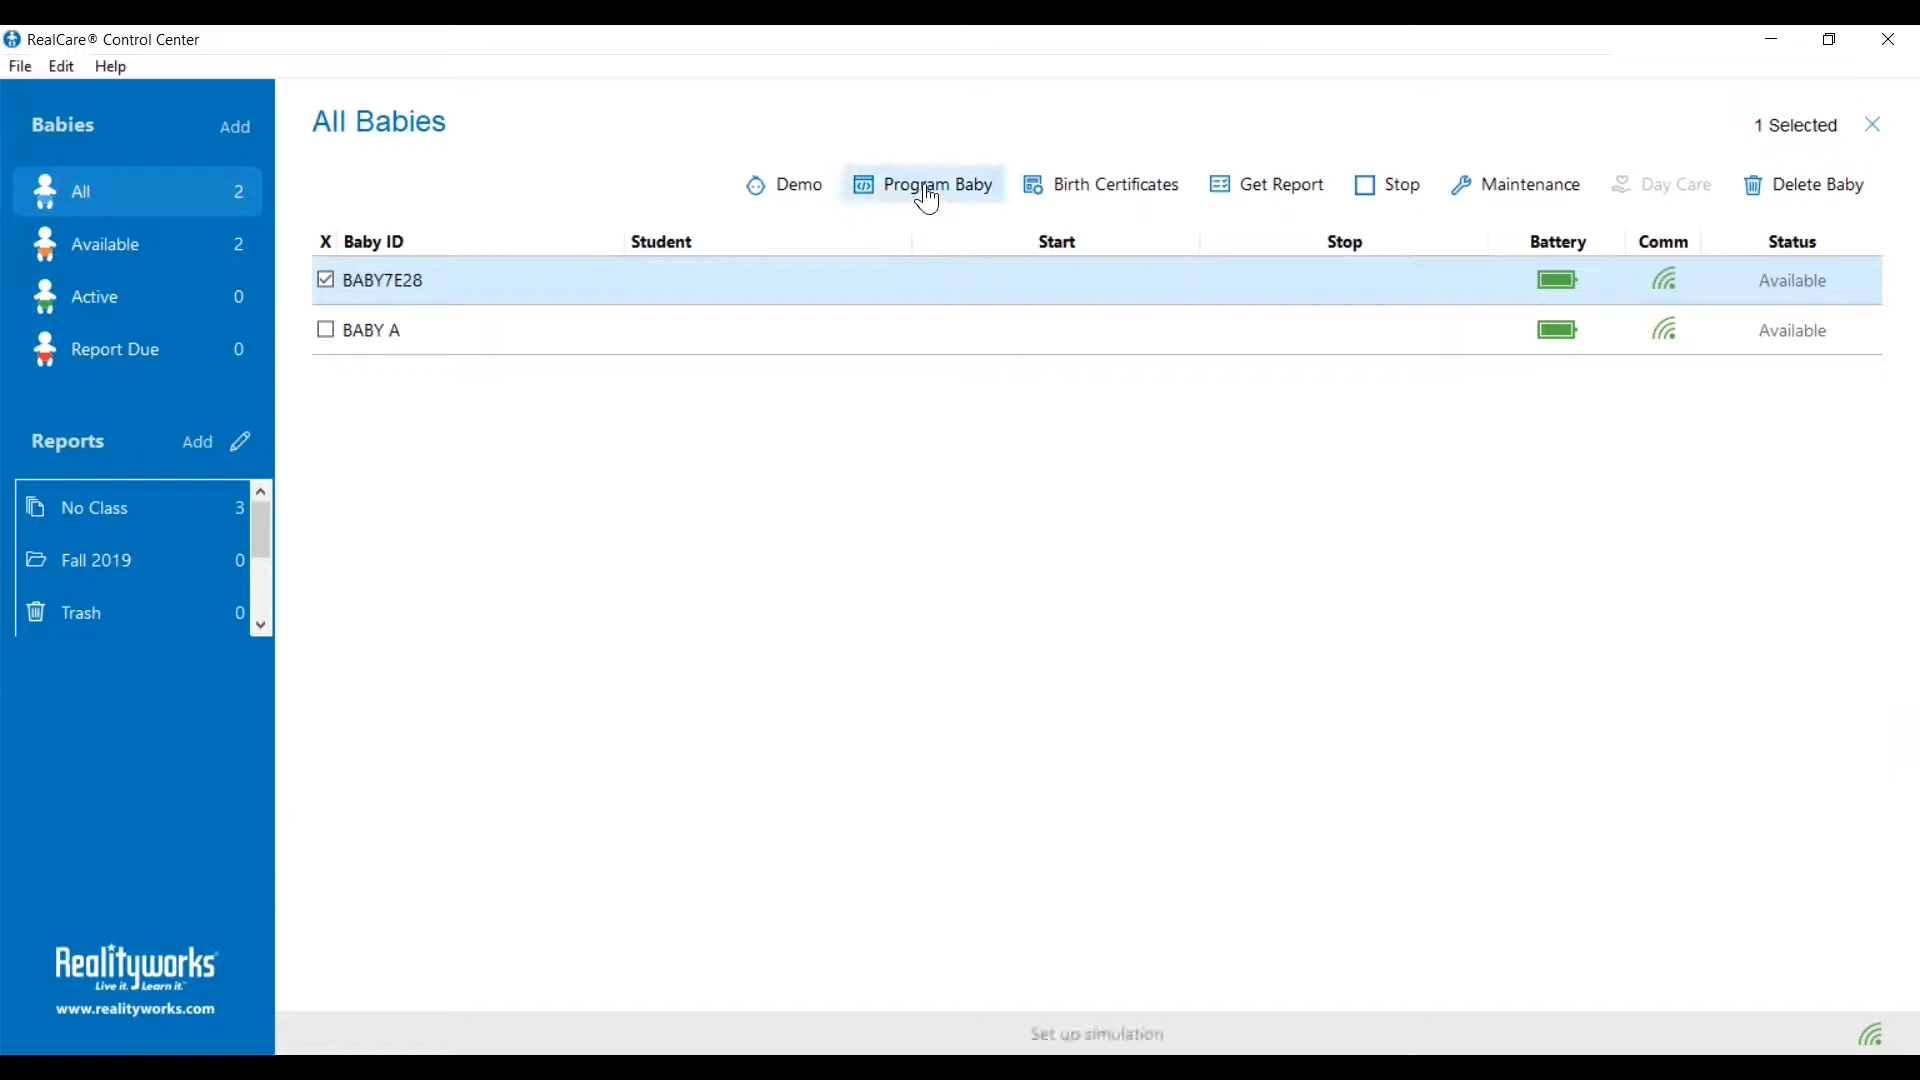 RealCare® Control Center
File Edit Help
Babies Add
All 2
Available 2
Active 0
Report Due 0
Reports Add
No Class 3
Fall 2019 0
Trash 0
Realityworks®
Live it. Learn it.™
www.realityworks.com
All Babies
1 Selected
Demo Program Baby Birth Certificates Get Report Stop Maintenance Day Care Delete Baby
X Baby ID Student Start Stop Battery Comm Status
BABY7E28 Available
BABY A Available
Set up simulation